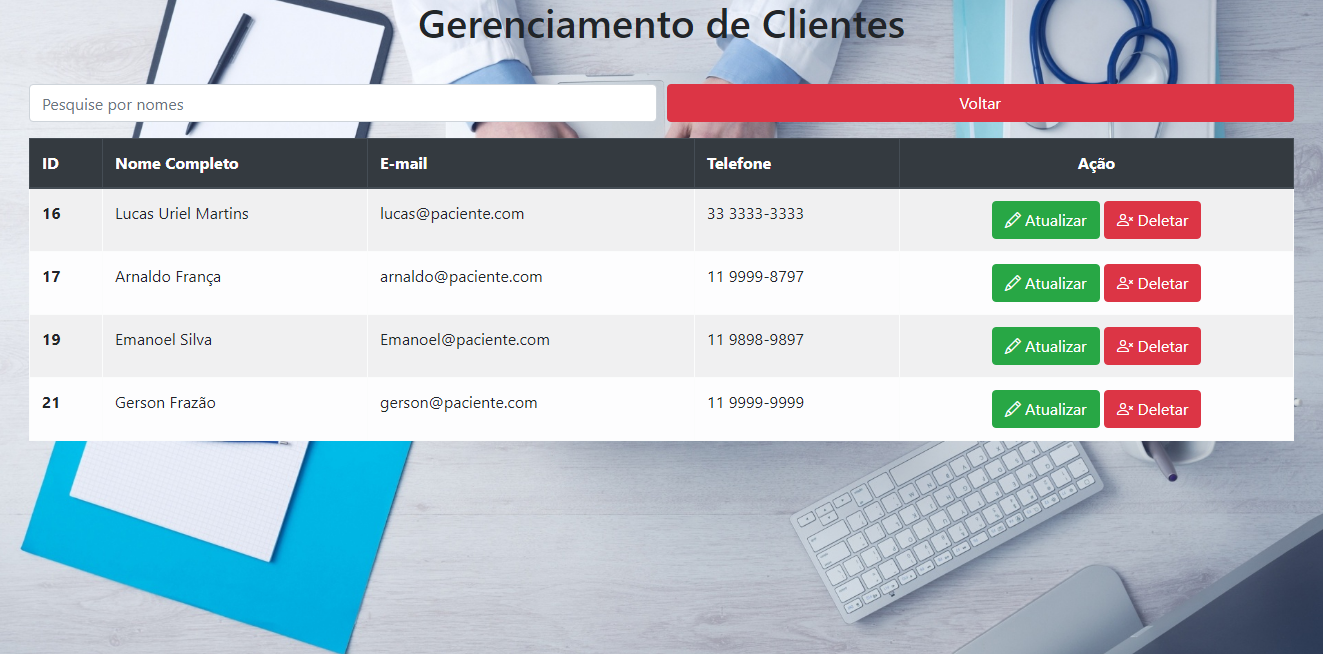 Gerenciamento de Clientes
Pesquise por nomes Voltar
ID Nome Completo E-mail Telefone Ação
16 Lucas Uriel Martins lucas@paciente.com 33 3333-3333 Atualizar Deletar
17 Arnaldo França arnaldo@paciente.com 11 9999-8797 Atualizar Deletar
19 Emanoel Silva Emanoel@paciente.com 11 9898-9897 Atualizar Deletar
21 Gerson Frazão gerson@paciente.com 11 9999-9999 Atualizar Deletar